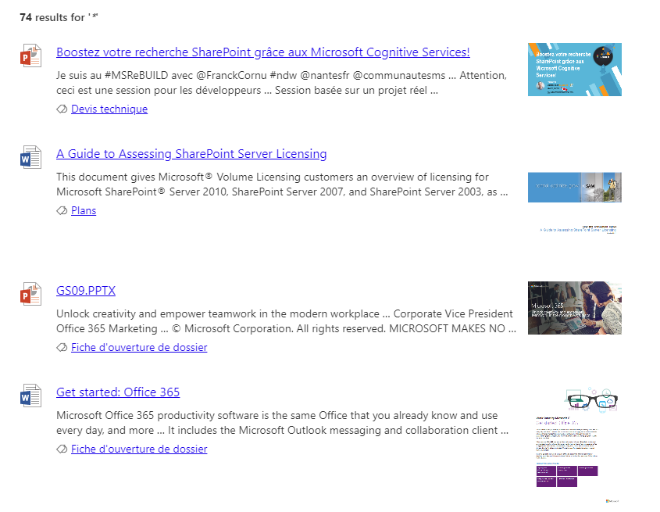 74 results for '*'
Boostez votre recherche SharePoint grâce aux Microsoft Cognitive Services!
Je suis au #MSReBUILD avec @FranckCornu #ndw @nantesfr @communautesms ... Attention,
ceci est une session pour les développeurs ... Session basée sur un projet réel ...
Devis technique
Boostez votre recherche
SharePoint grâce aux
Microsoft Cognitive
Services!
A Guide to Assessing SharePoint Server Licensing
This document gives Microsoft® Volume Licensing customers an overview of licensing for
Microsoft SharePoint® Server 2010, SharePoint Server 2007, and SharePoint Server 2003, as ...
Plans
GS09.PPTX
Unlock creativity and empower teamwork in the modern workplace ... Corporate Vice President
Office 365 Marketing ... © Microsoft Corporation. All rights reserved. MICROSOFT MAKES NO ...
Fiche d'ouverture de dossier
Microsoft 365
Get started: Office 365
Microsoft Office 365 productivity software is the same Office that you already know and use
every day, and more ... It includes the Microsoft Outlook messaging and collaboration client ...
Fiche d'ouverture de dossier